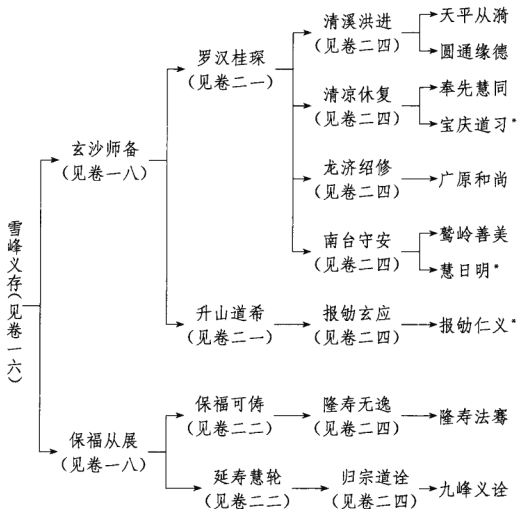 雪峰义存(见卷一六)
玄沙师备
(见卷一八)
罗汉桂琛
(见卷二一)
清溪洪进
(见卷二四)
天平从漪
圆通缘德
清凉休复
(见卷二四)
奉先慧同
宝庆道习*
龙济绍修
(见卷二四)
广原和尚
南台守安
(见卷二四)
鹫岭善美
慧日明*
升山道希
(见卷二一)
报劬玄应
(见卷二四)
报劬仁义*
保福从展
(见卷一八)
保福可俦
(见卷二二)
隆寿无逸
(见卷二四)
隆寿法骞
延寿慧轮
(见卷二二)
归宗道诠
(见卷二四)
九峰义诠